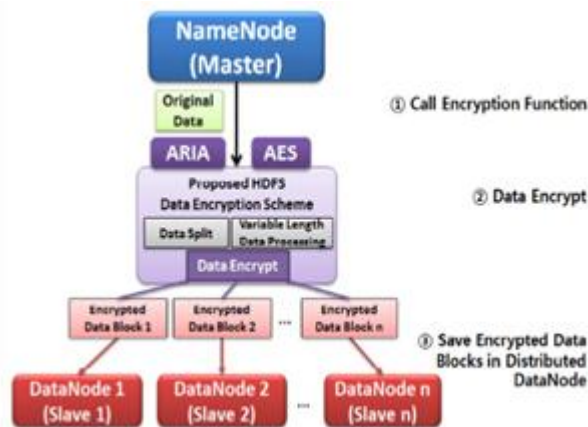 NameNode
(Master)
Original
Data
① Call Encryption Function
ARIA
AES
Proposed HDFS
Data Encryption Scheme
② Data Encrypt
Data Split
Variable Length
Data Processing
Data Encrypt
Encrypted
Data Block 1
Encrypted
Data Block 2
...
Encrypted
Data Block n
③ Save Encrypted Data
Blocks in Distributed
DataNode
DataNode 1
(Slave 1)
DataNode 2
(Slave 2)
...
DataNode n
(Slave n)